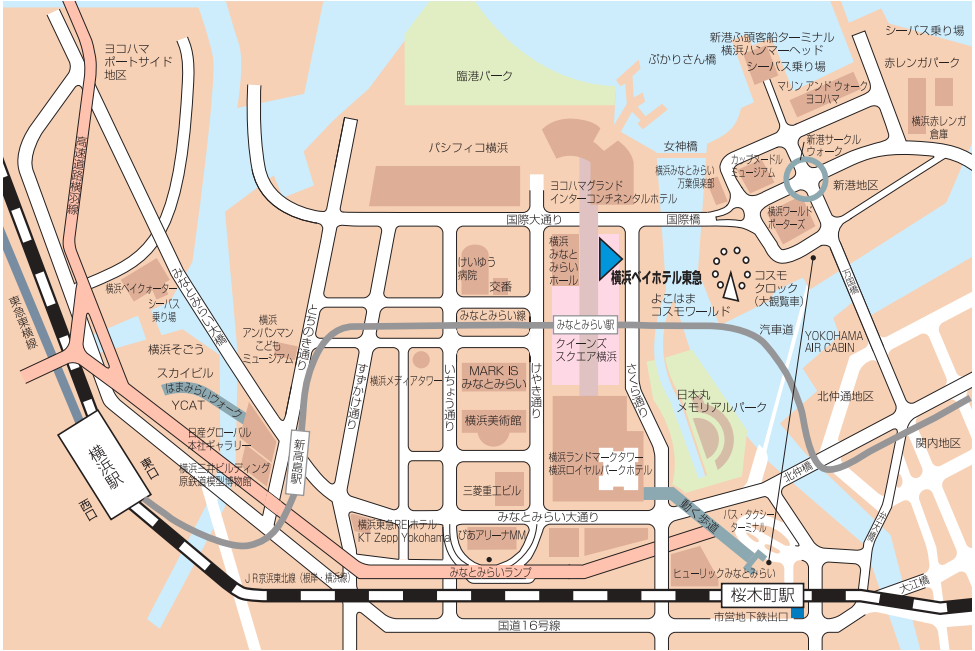 シーバス乗り場
新港ふ頭客船ターミナル
横浜ハンマーヘッド
シーバス乗り場
ぷかりさん橋
赤レンガパーク
ヨコハマ
ポートサイド
地区
臨港パーク
マリン アンド ウォーク
ヨコハマ
横浜赤レンガ
倉庫
高速道路横羽線
パシフィコ横浜
女神橋
新港サークル
ウォーク
カップヌードル
ミュージアム
横浜みなとみらい
万葉倶楽部
新港地区
ヨコハマグランド
インターコンチネンタルホテル
横浜ワールド
ポーターズ
国際大通り
国際橋
横浜
みなと
みらい
ホール
けいゆう
病院
交番
横浜ベイホテル東急
よこはま
コスモワールド
コスモ
クロック
(大観覧車)
万国橋
横浜ベイクォーター
シーバス
乗り場
みなとみらい大橋
東急東横線
とちのき通り
みなとみらい線
みなとみらい駅
汽車道
YOKOHAMA
AIR CABIN
横浜
アンパンマン
こども
ミュージアム
横浜そごう
スカイビル
はまみらいウォーク
YCAT
クイーンズ
スクエア横浜
すずかけ通り
横浜メディアタワー
いちょう通り
MARK IS
みなとみらい
けやき通り
さくら通り
日本丸
メモリアルパーク
北仲通地区
横浜美術館
日産グローバル
本社ギャラリー
関内地区
横浜駅
東口
西口
新高島駅
横浜三井ビルディング
原鉄道模型博物館
横浜ランドマークタワー
横浜ロイヤルパークホテル
北仲橋
三菱重工ビル
みなとみらい大通り
動く歩道
バス・タクシー
ターミナル
横浜東急REIホテル
KT Zepp Yokohama
ぴあアリーナMM
みなとみらいランプ
ヒューリックみなとみらい
JR京浜東北線(根岸・横浜線)
桜木町駅
大江橋
市営地下鉄出口
国道16号線